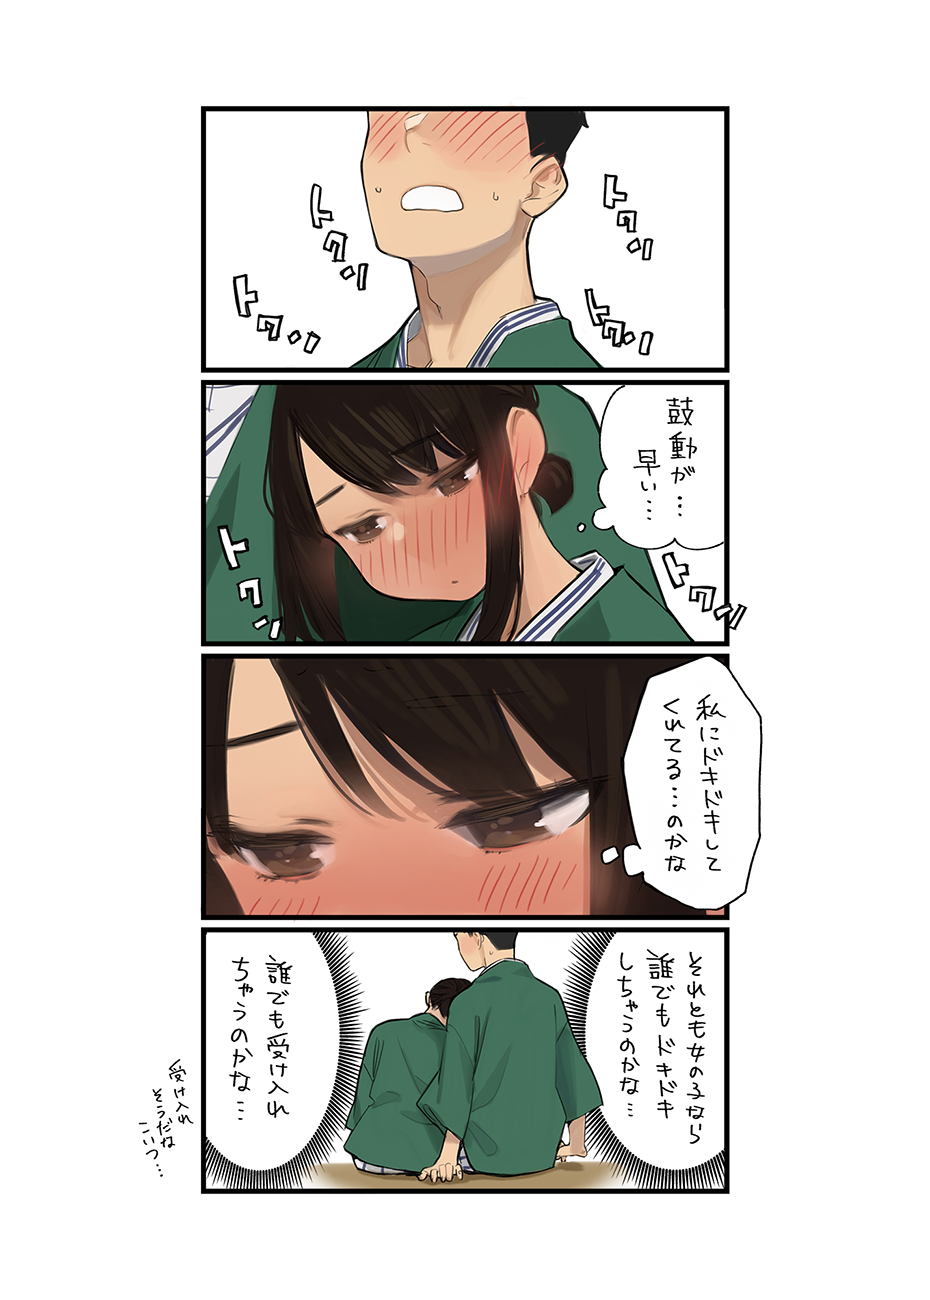 トクン
トクン
トクン
トクン
鼓動が…
早い…
トクン
トクン
私にドキドキして
くれてる…のかな
それとも女の子なら
誰でもドキドキ
しちゃうのかな…
誰でも受け入れ
ちゃうのかな…
受け入れ
そうだな
こいつ…